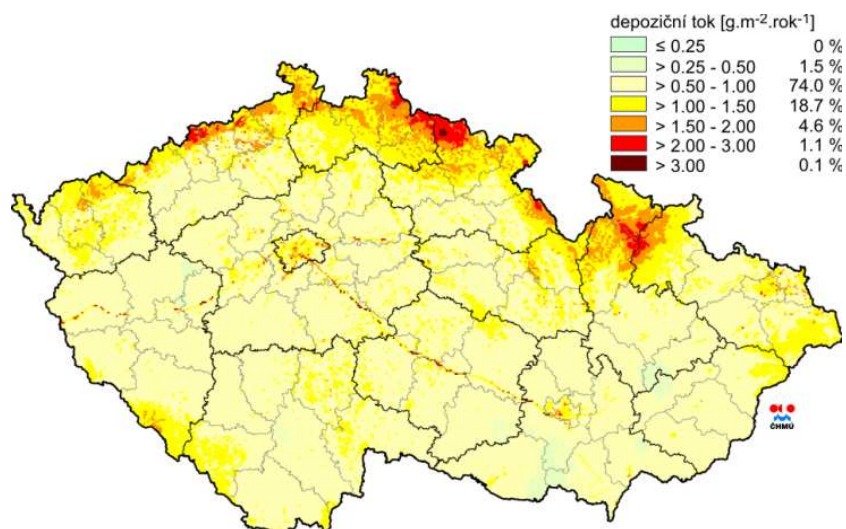 depoziční tok [g.m-2.rok-1]
≤ 0.25 0 %
> 0.25 - 0.50 1.5 %
> 0.50 - 1.00 74.0 %
> 1.00 - 1.50 18.7 %
> 1.50 - 2.00 4.6 %
> 2.00 - 3.00 1.1 %
> 3.00 0.1 %
ČHMÚ